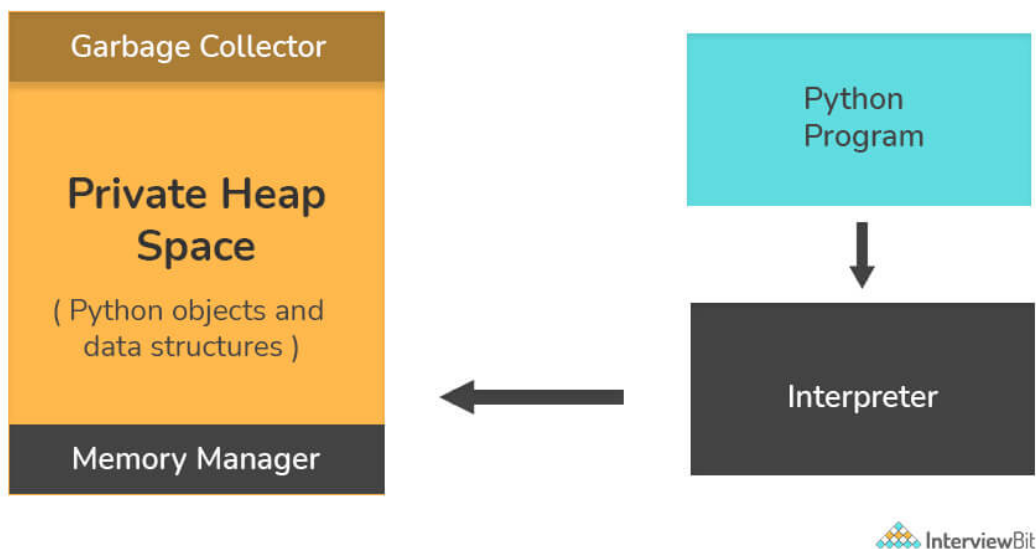 Garbage Collector
Private Heap
Space
( Python objects and
data structures )
Memory Manager
Python
Program
Interpreter
InterviewBit